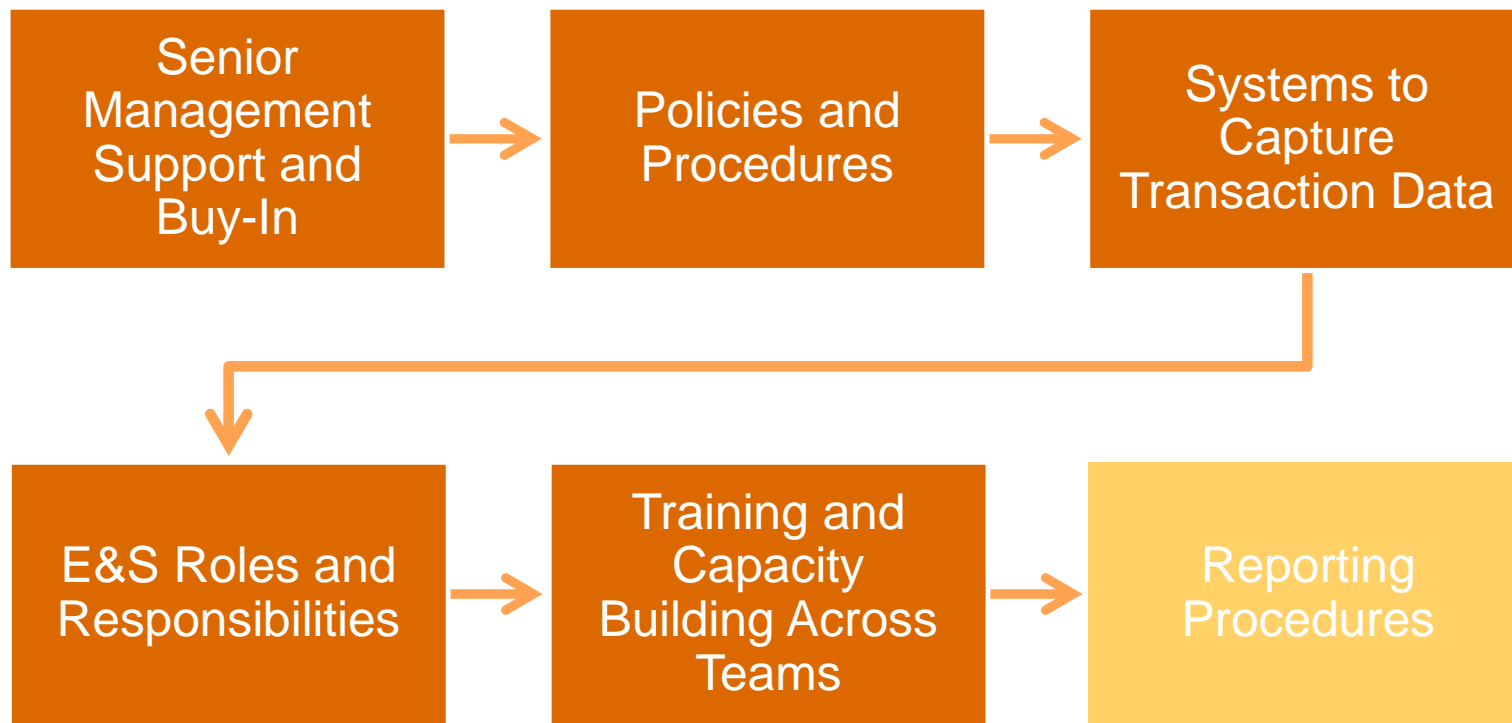 Senior
Management
Support and
Buy-In
Policies and
Procedures
Systems to
Capture
Transaction Data
E&S Roles and
Responsibilities
Training and
Capacity
Building Across
Teams
Reporting
Procedures